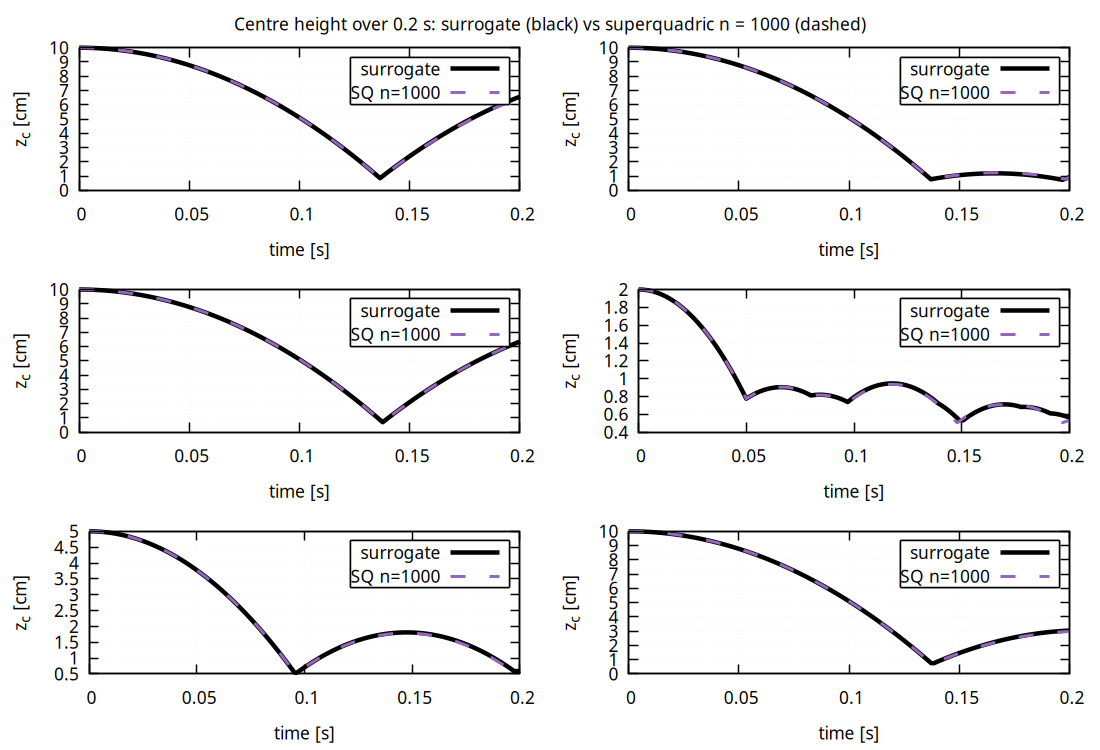 Centre height over 0.2 s: surrogate (black) vs superquadric n = 1000 (dashed)
10
9
8
7
6
5
4
3
2
1
0
z_c [cm]
surrogate
SQ n=1000
0 0.05 0.1 0.15 0.2
time [s]
10
9
8
7
6
5
4
3
2
1
0
z_c [cm]
surrogate
SQ n=1000
0 0.05 0.1 0.15 0.2
time [s]
10
9
8
7
6
5
4
3
2
1
0
z_c [cm]
surrogate
SQ n=1000
0 0.05 0.1 0.15 0.2
time [s]
2
1.8
1.6
1.4
1.2
1
0.8
0.6
0.4
z_c [cm]
surrogate
SQ n=1000
0 0.05 0.1 0.15 0.2
time [s]
5
4.5
4
3.5
3
2.5
2
1.5
1
0.5
z_c [cm]
surrogate
SQ n=1000
0 0.05 0.1 0.15 0.2
time [s]
10
9
8
7
6
5
4
3
2
1
0
z_c [cm]
surrogate
SQ n=1000
0 0.05 0.1 0.15 0.2
time [s]